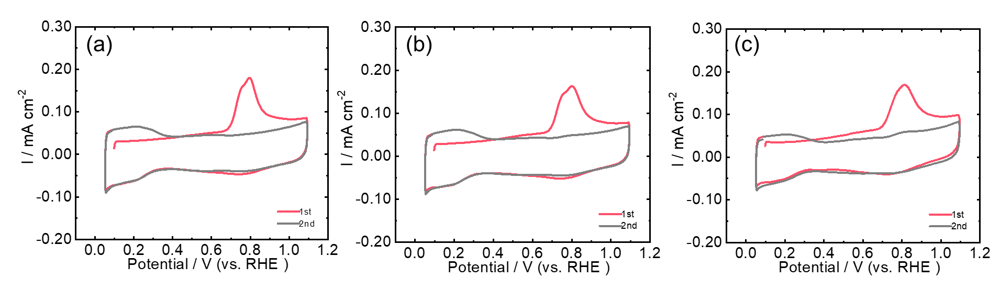 (a)
I / mA cm-2
0.30
0.20
0.10
0.00
-0.10
-0.20
0.0 0.2 0.4 0.6 0.8 1.0 1.2
Potential / V (vs. RHE )
1st
2nd
(b)
I / mA cm-2
0.30
0.20
0.10
0.00
-0.10
-0.20
0.0 0.2 0.4 0.6 0.8 1.0 1.2
Potential / V (vs. RHE )
1st
2nd
(c)
I / mA cm-2
0.30
0.20
0.10
0.00
-0.10
-0.20
0.0 0.2 0.4 0.6 0.8 1.0 1.2
Potential / V (vs. RHE )
1st
2nd